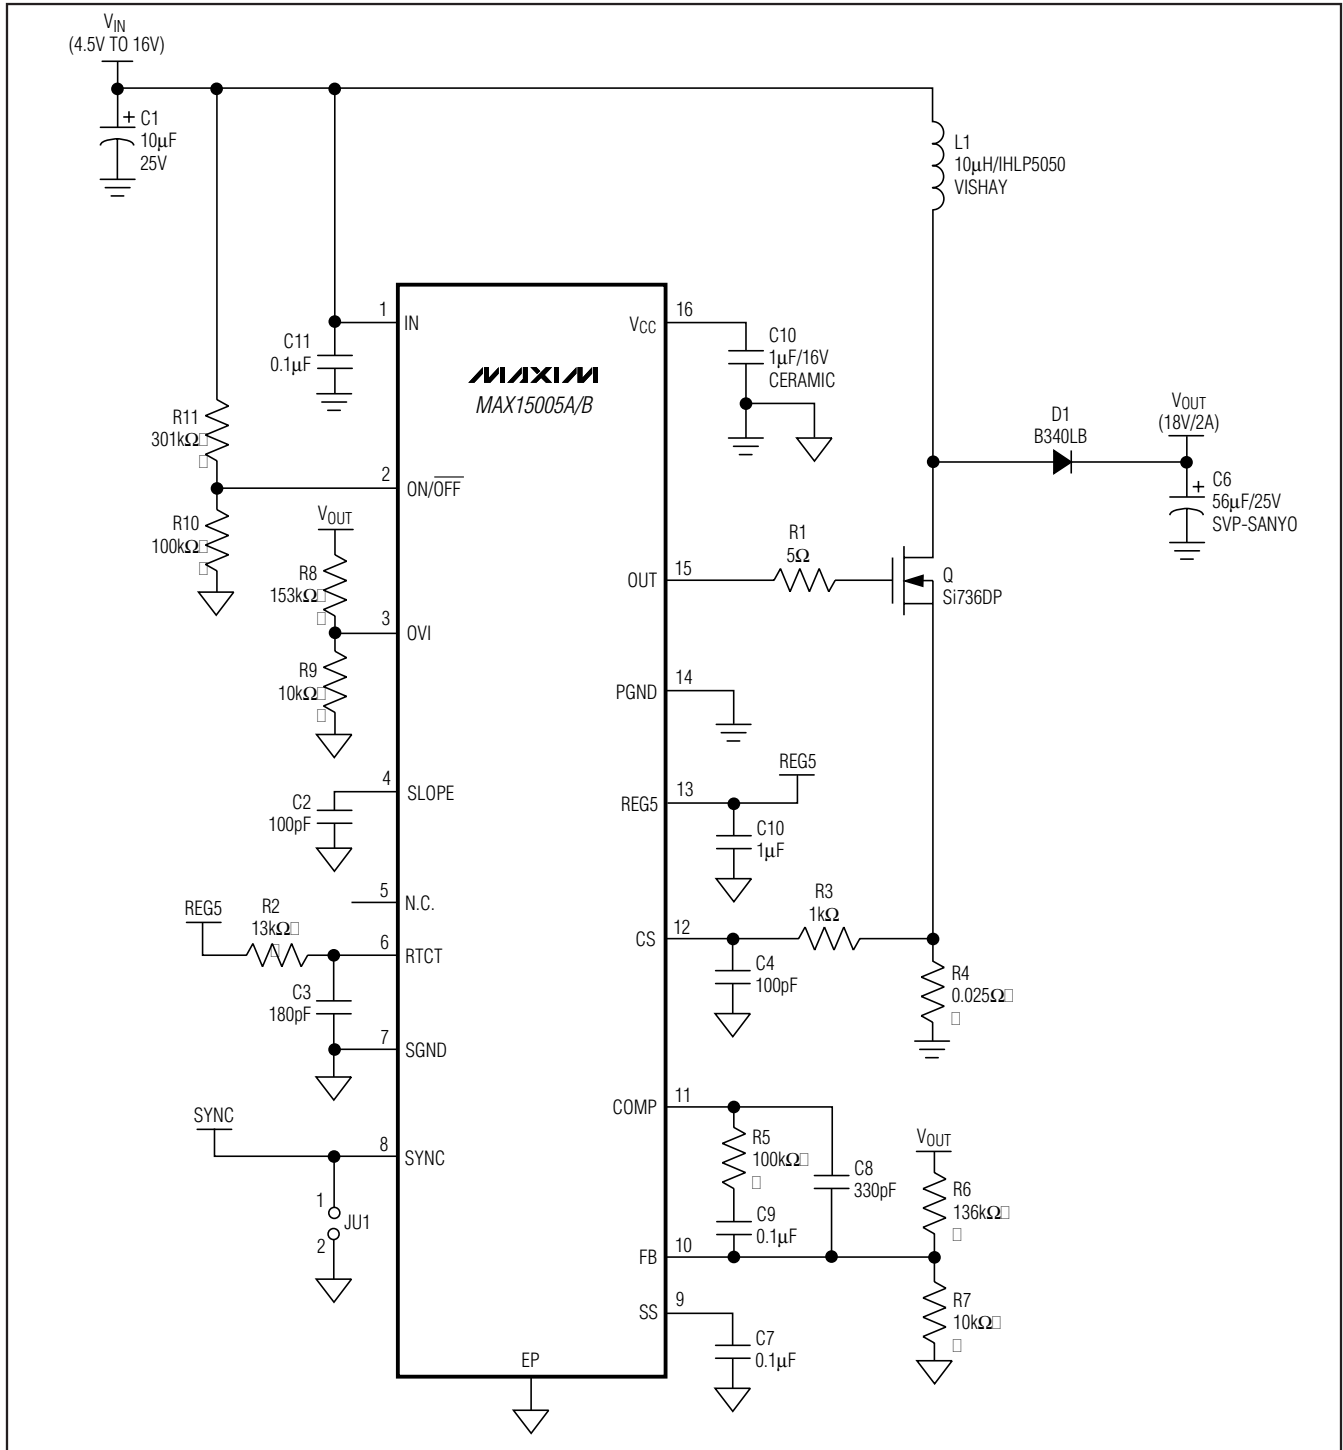 VIN
(4.5V TO 16V)
+ C1
10µF
25V
L1
10µH/IHLP5050
VISHAY
1
IN
C11
0.1µF
16
VCC
C10
1µF/16V
CERAMIC
MAXIM
MAX15005A/B
R11
301kΩ
2
ON/OFF
R10
100kΩ
D1
B340LB
VOUT
(18V/2A)
+ C6
56µF/25V
SVP-SANYO
VOUT
R8
153kΩ
3
OVI
R9
10kΩ
15
OUT
R1
5Ω
Q
Si736DP
14
PGND
4
SLOPE
C2
100pF
REG5
13
REG5
C10
1µF
5
N.C.
REG5
R2
13kΩ
6
RTCT
C3
180pF
7
SGND
12
CS
R3
1kΩ
C4
100pF
R4
0.025Ω
SYNC
8
SYNC
1
JU1
2
11
COMP
R5
100kΩ
C8
330pF
C9
0.1µF
VOUT
R6
136kΩ
10
FB
R7
10kΩ
9
SS
C7
0.1µF
EP